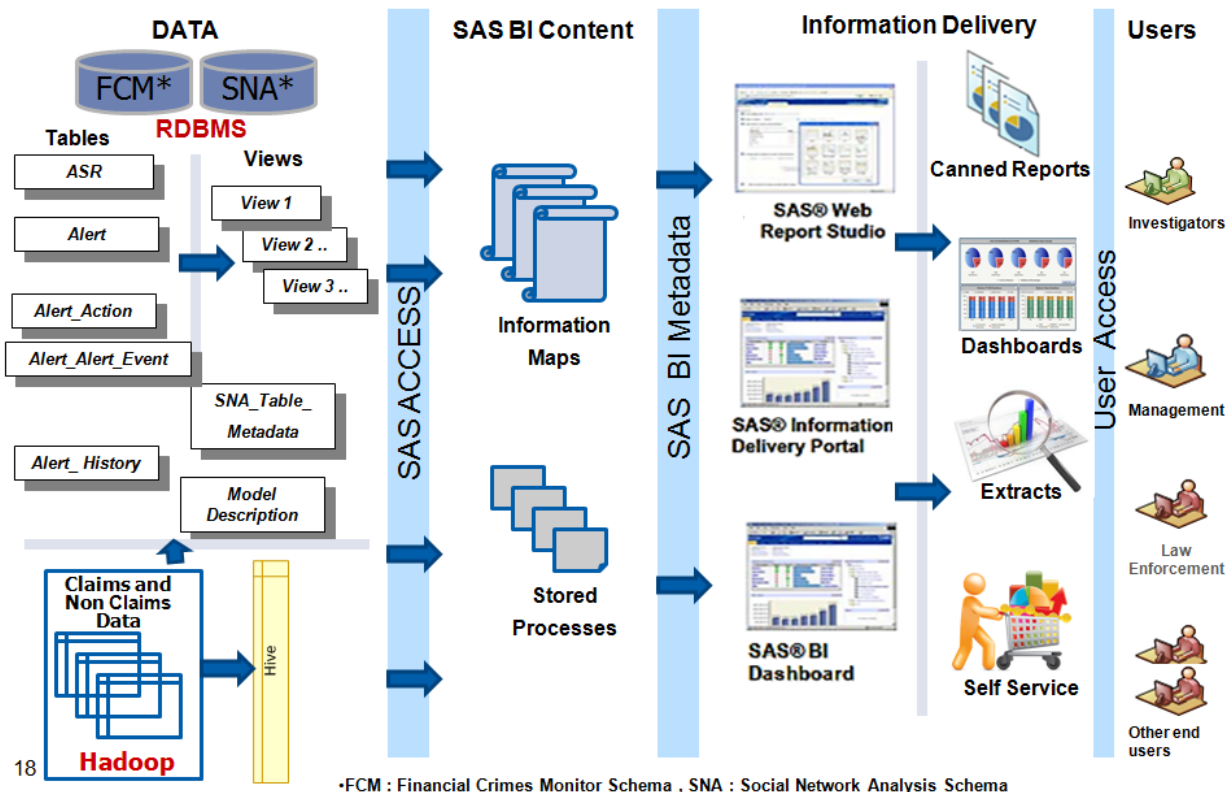 DATA
FCM*
SNA*
RDBMS
Tables
Views
ASR
Alert
Alert_Action
Alert_Alert_Event
Alert_ History
View 1
View 2 ..
View 3 ..
SNA_Table_
Metadata
Model
Description
Claims and
Non Claims
Data
Hadoop
Hive
SAS ACCESS
SAS BI Content
Information
Maps
Stored
Processes
SAS BI Metadata
Information Delivery
SAS® Web
Report Studio
SAS® Information
Delivery Portal
SAS® BI
Dashboard
Canned Reports
Dashboards
Extracts
Self Service
User Access
Users
Investigators
Management
Law
Enforcement
Other end
users
18
•FCM : Financial Crimes Monitor Schema , SNA : Social Network Analysis Schema